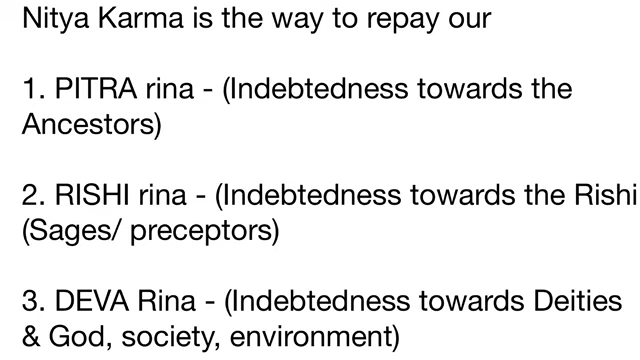 Nitya Karma is the way to repay our
1. PITRA rina - (Indebtedness towards the
Ancestors)
2. RISHI rina - (Indebtedness towards the Rishi
(Sages/ preceptors)
3. DEVA Rina - (Indebtedness towards Deities
& God, society, environment)